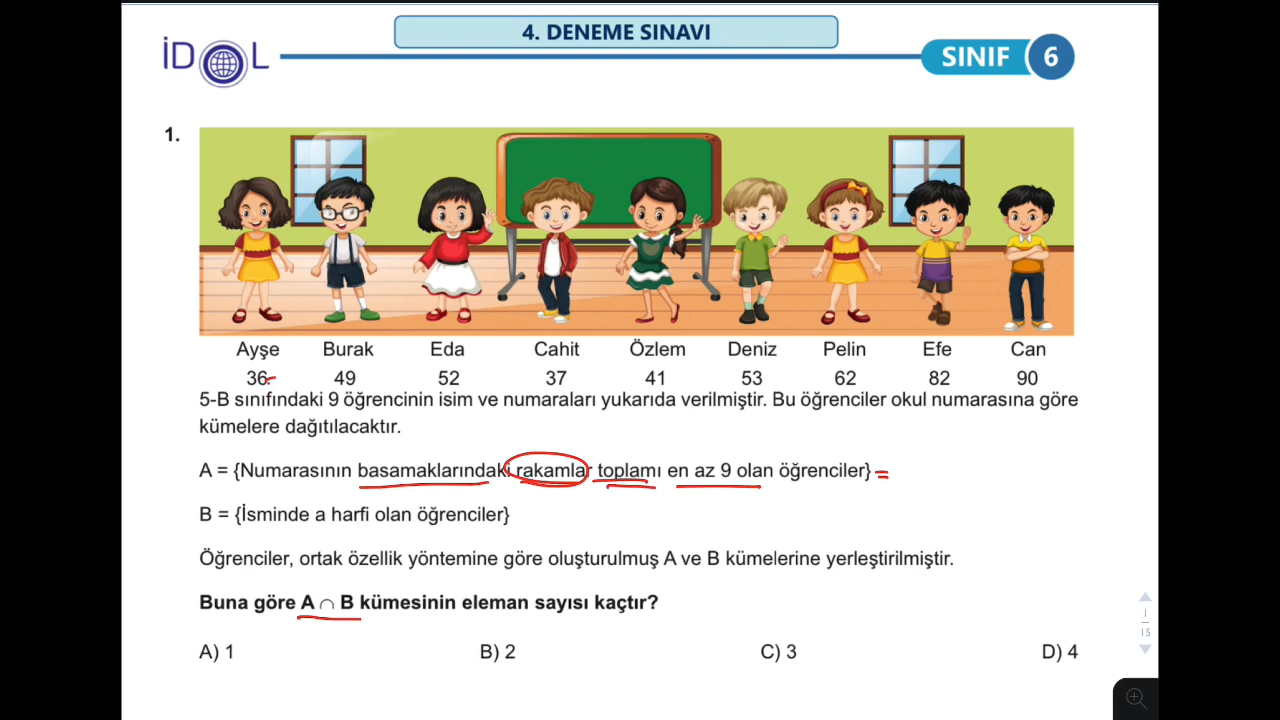 4. DENEME SINAVI
İDOL
SINIF 6
1.
Ayşe Burak Eda Cahit Özlem Deniz Pelin Efe Can
36 49 52 37 41 53 62 82 90
5-B sınıfındaki 9 öğrencinin isim ve numaraları yukarıda verilmiştir. Bu öğrenciler okul numarasına göre
kümelere dağıtılacaktır.
A = {Numarasının basamaklarındaki rakamlar toplamı en az 9 olan öğrenciler} =
B = {İsminde a harfi olan öğrenciler}
Öğrenciler, ortak özellik yöntemine göre oluşturulmuş A ve B kümelerine yerleştirilmiştir.
Buna göre A ∩ B kümesinin eleman sayısı kaçtır?
A) 1 B) 2 C) 3 D) 4
1
15